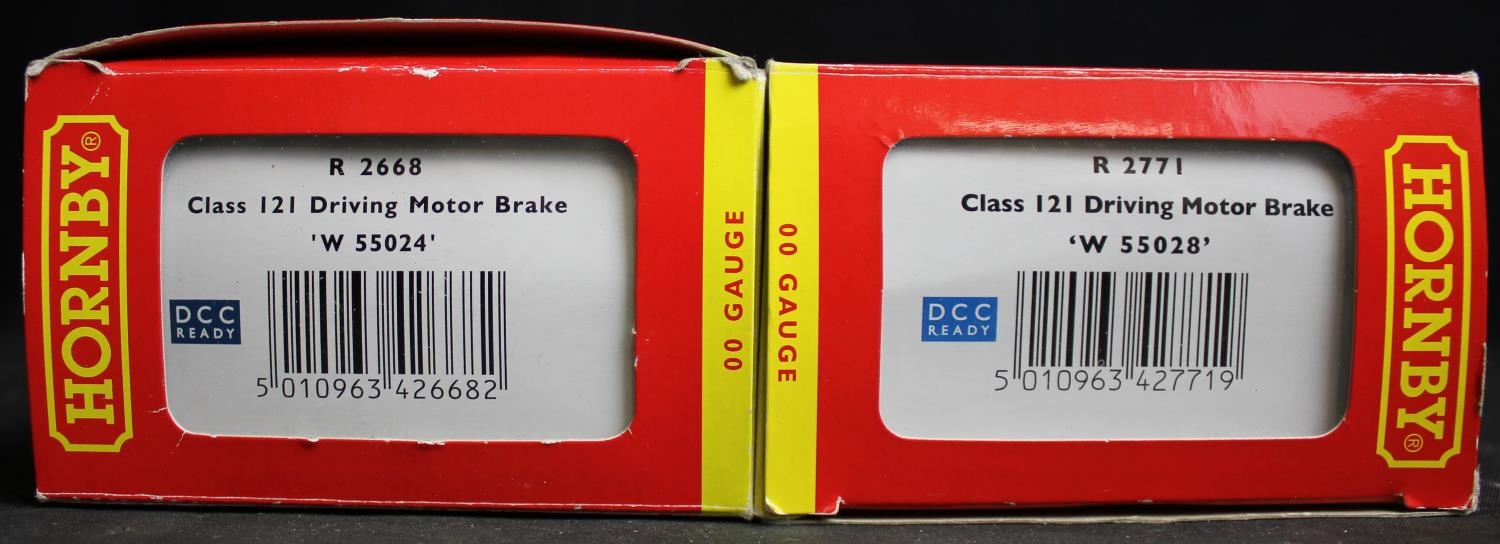 HORNBY®
R 2668
Class 121 Driving Motor Brake
'W 55024'
DCC
READY
5 010963 426682
00 GAUGE
00 GAUGE
R 2771
Class 121 Driving Motor Brake
‘W 55028’
DCC
READY
5 010963 427719
HORNBY®